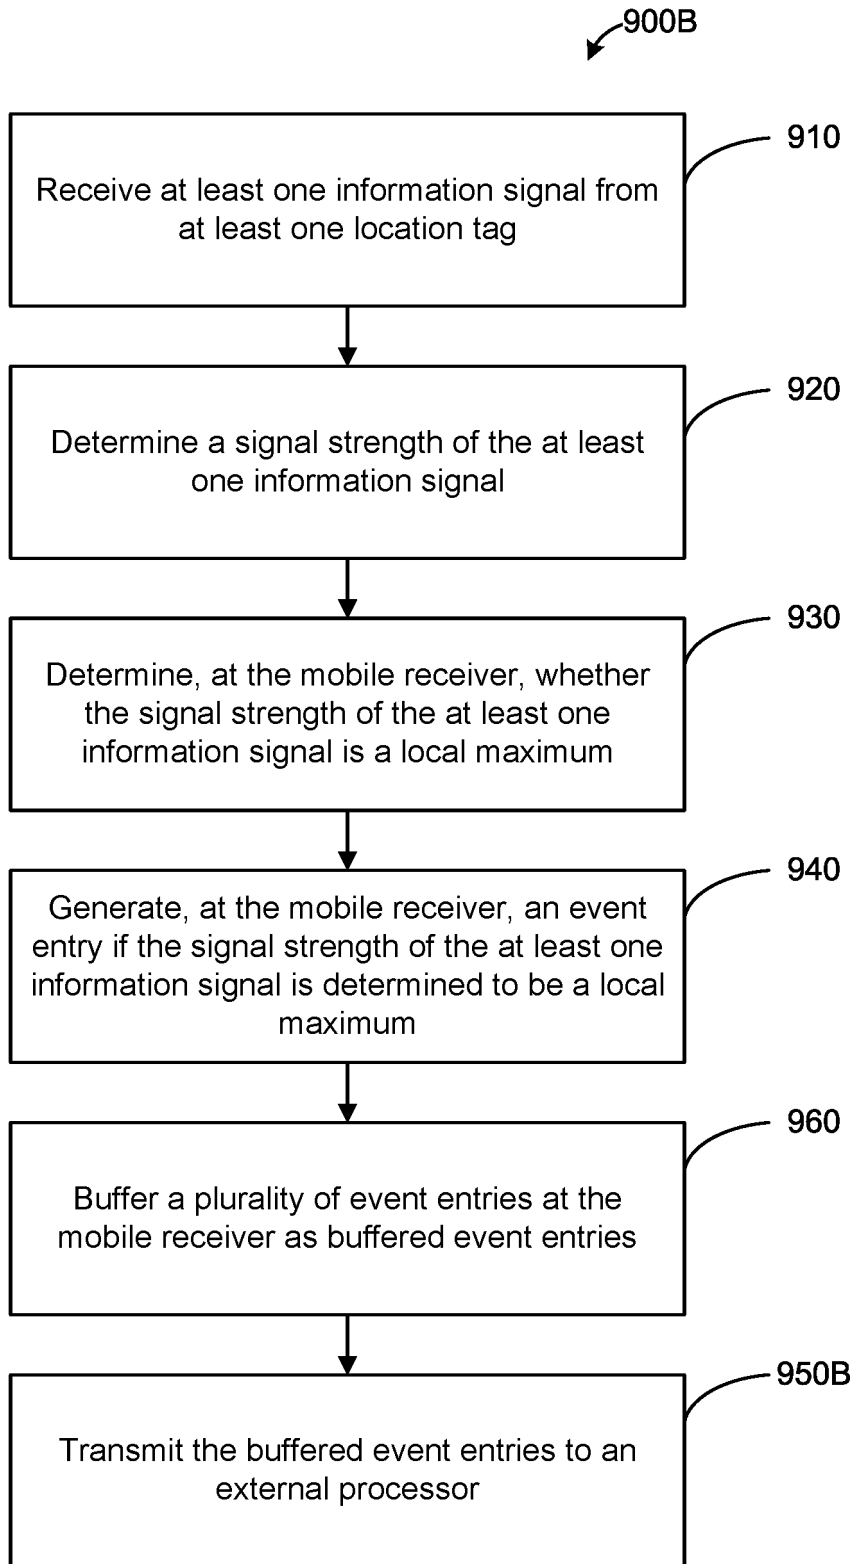 900B
910
Receive at least one information signal from
at least one location tag
920
Determine a signal strength of the at least
one information signal
930
Determine, at the mobile receiver, whether
the signal strength of the at least one
information signal is a local maximum
940
Generate, at the mobile receiver, an event
entry if the signal strength of the at least one
information signal is determined to be a local
maximum
960
Buffer a plurality of event entries at the
mobile receiver as buffered event entries
950B
Transmit the buffered event entries to an
external processor